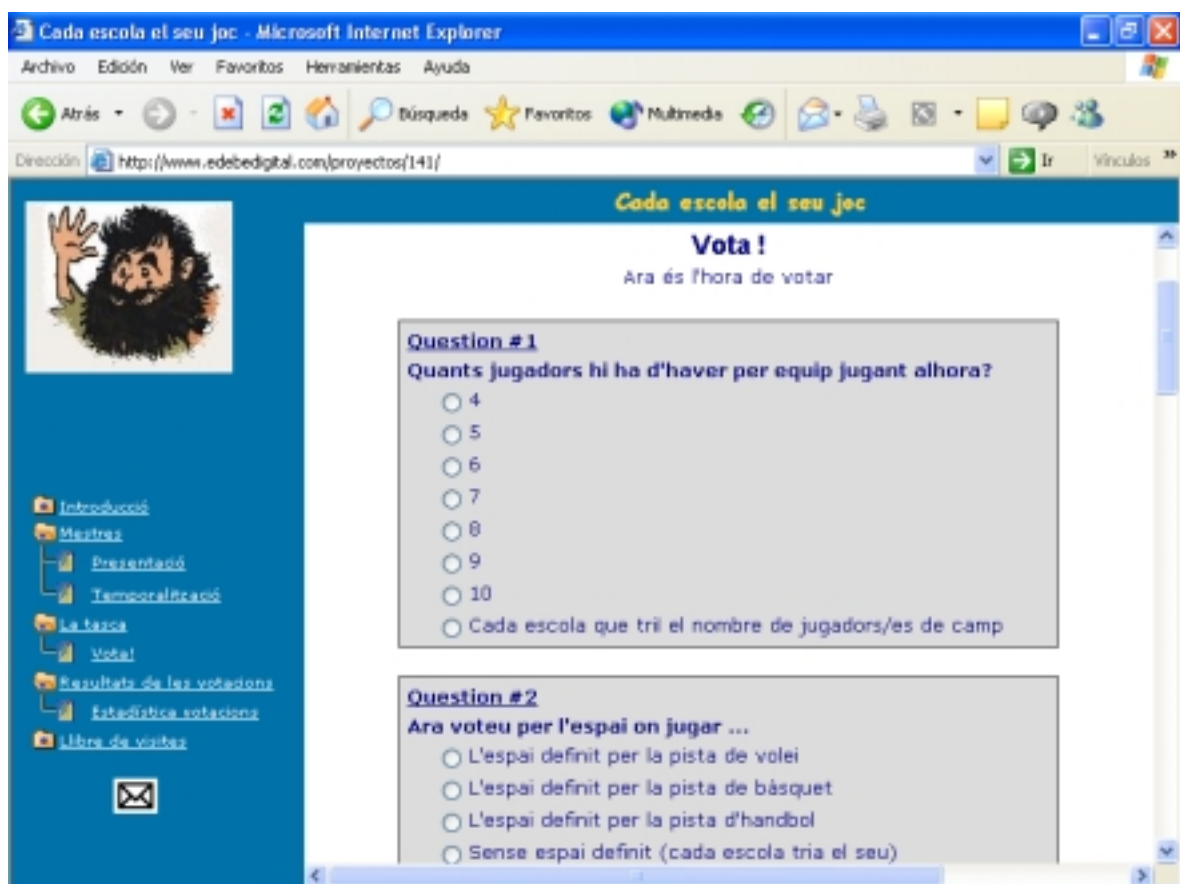 Cada escola el seu joc - Microsoft Internet Explorer
Archivo Edición Ver Favoritos Herramientas Ayuda
Atrás Búsqueda Favoritos Multimedia
Dirección http://www.edebedigital.com/proyectos/141/ Ir Vínculos »
Cada escola el seu joc
Vota !
Ara és l'hora de votar
Question #1
Quants jugadors hi ha d'haver per equip jugant alhora?
4
5
6
7
8
9
10
Cada escola que triï el nombre de jugadors/es de camp
Question #2
Ara voteu per l'espai on jugar ...
L'espai definit per la pista de volei
L'espai definit per la pista de bàsquet
L'espai definit per la pista d'handbol
Sense espai definit (cada escola tria el seu)
Introducció
Mestres
Presentació
Temporalització
La tasca
Vota!
Resultats de les votacions
Estadística votacions
Llibre de visites